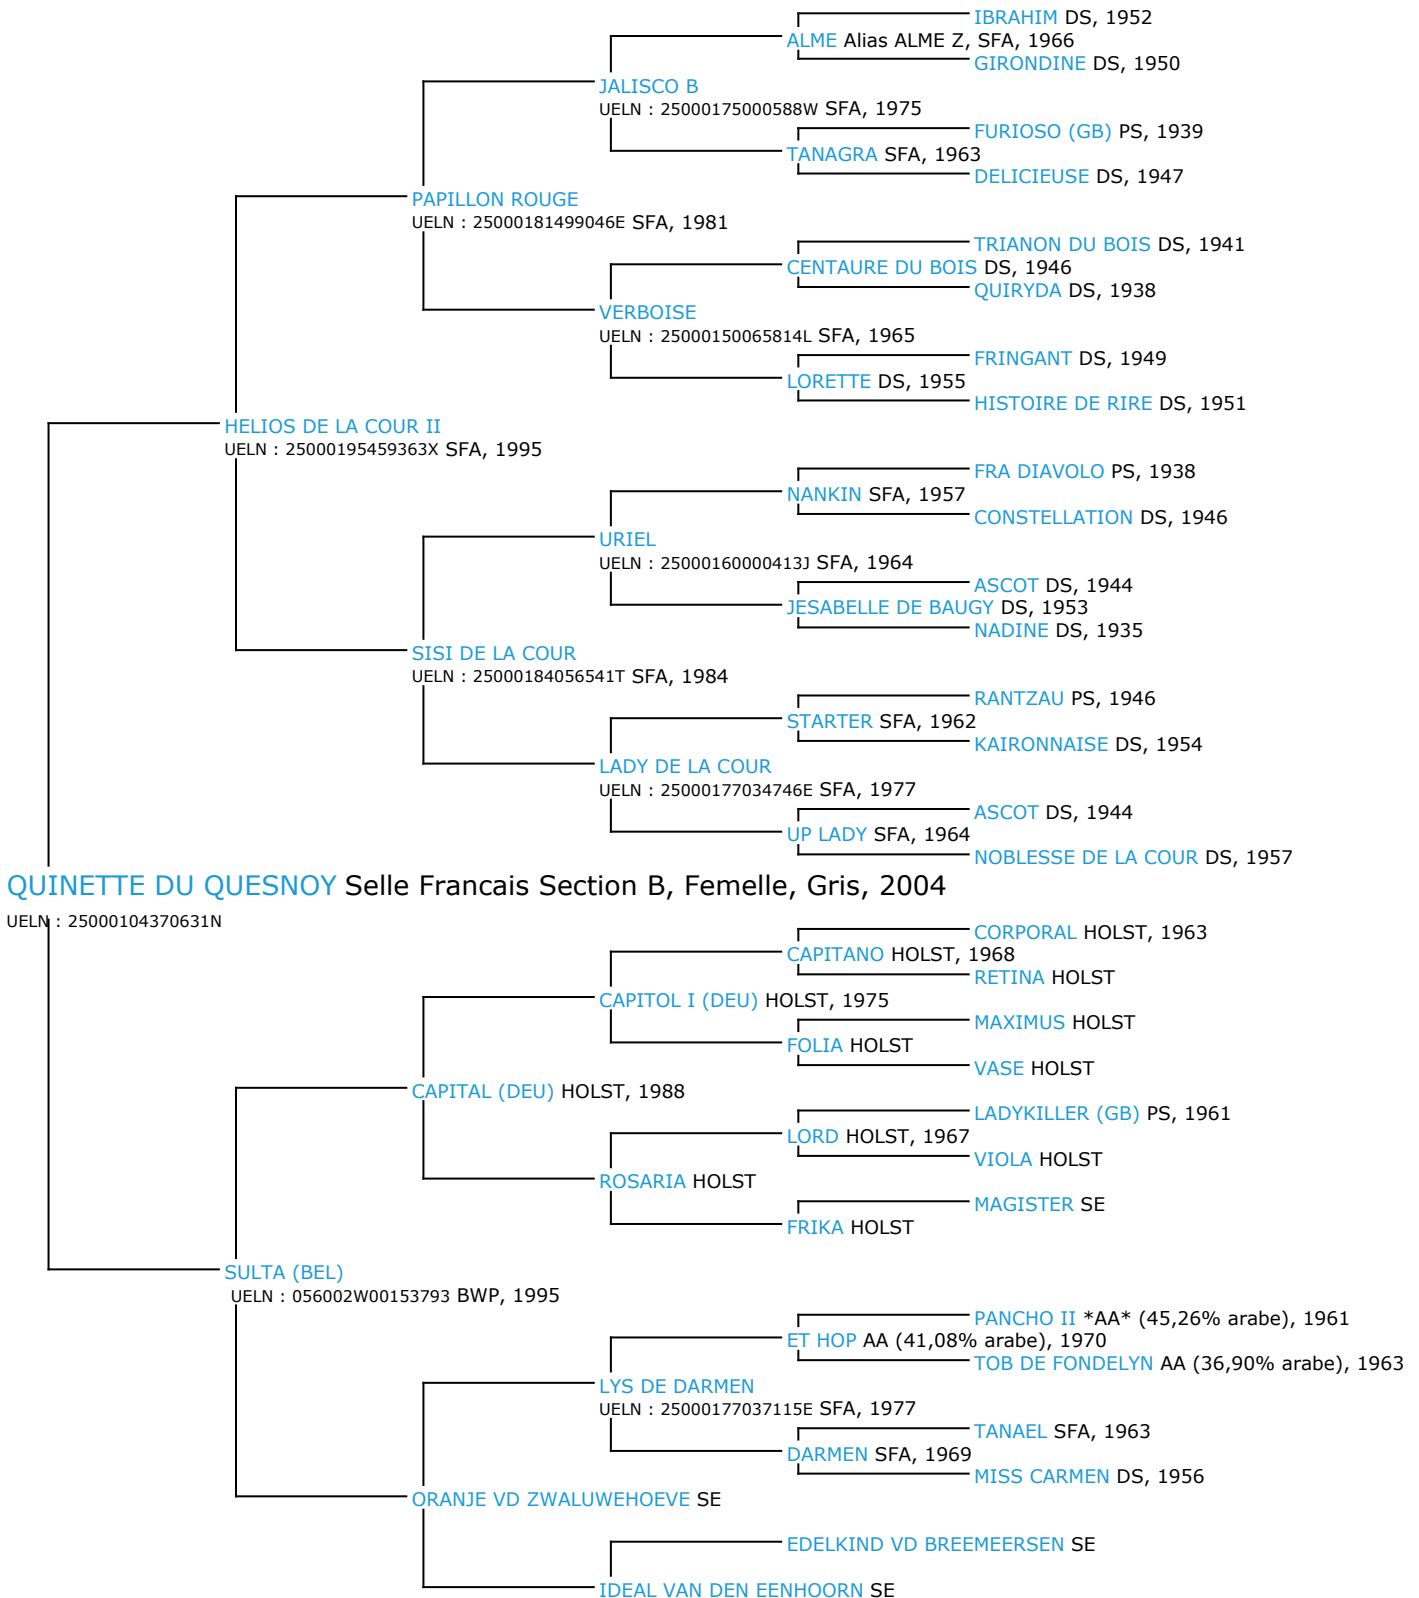 IBRAHIM DS, 1952
ALME Alias ALME Z, SFA, 1966
GIRONDINE DS, 1950
JALISCO B
UELN : 25000175000588W SFA, 1975
FURIOSO (GB) PS, 1939
TANAGRA SFA, 1963
DELICIEUSE DS, 1947
PAPILLON ROUGE
UELN : 25000181499046E SFA, 1981
TRIANON DU BOIS DS, 1941
CENTAURE DU BOIS DS, 1946
QUIRYDA DS, 1938
VERBOISE
UELN : 25000150065814L SFA, 1965
FRINGANT DS, 1949
LORETTE DS, 1955
HISTOIRE DE RIRE DS, 1951
HELIOS DE LA COUR II
UELN : 25000195459363X SFA, 1995
FRA DIAVOLO PS, 1938
NANKIN SFA, 1957
CONSTELLATION DS, 1946
URIEL
UELN : 25000160000413J SFA, 1964
ASCOT DS, 1944
JESABELLE DE BAUGY DS, 1953
NADINE DS, 1935
SISI DE LA COUR
UELN : 25000184056541T SFA, 1984
RANTZAU PS, 1946
STARTER SFA, 1962
KAIRONNAISE DS, 1954
LADY DE LA COUR
UELN : 25000177034746E SFA, 1977
ASCOT DS, 1944
UP LADY SFA, 1964
NOBLESSE DE LA COUR DS, 1957
QUINETTE DU QUESNOY Selle Francais Section B, Femelle, Gris, 2004
UELN : 25000104370631N
CORPORAL HOLST, 1963
CAPITANO HOLST, 1968
RETINA HOLST
CAPITOL I (DEU) HOLST, 1975
MAXIMUS HOLST
FOLIA HOLST
VASE HOLST
CAPITAL (DEU) HOLST, 1988
LADYKILLER (GB) PS, 1961
LORD HOLST, 1967
VIOLA HOLST
ROSARIA HOLST
MAGISTER SE
FRIKA HOLST
SULTA (BEL)
UELN : 056002W00153793 BWP, 1995
PANCHO II *AA* (45,26% arabe), 1961
ET HOP AA (41,08% arabe), 1970
TOB DE FONDELYN AA (36,90% arabe), 1963
LYS DE DARMEN
UELN : 25000177037115E SFA, 1977
TANAEL SFA, 1963
DARMEN SFA, 1969
MISS CARMEN DS, 1956
ORANJE VD ZWALUWEHOEVE SE
EDELKIND VD BREEMEERSEN SE
IDEAL VAN DEN EENHOORN SE